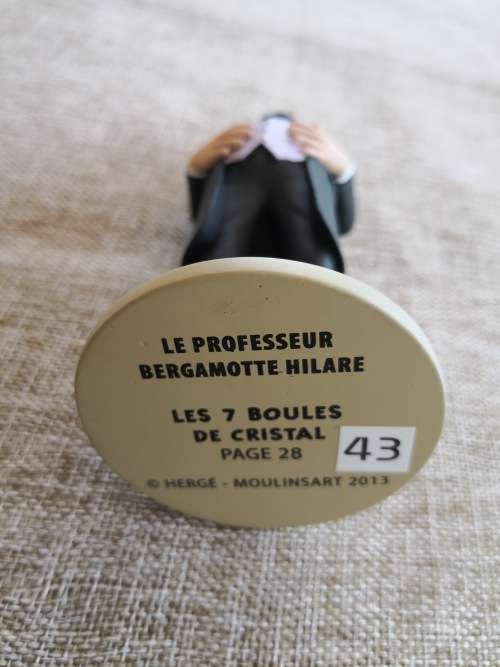 LE PROFESSEUR
BERGAMOTTE HILARE
LES 7 BOULES
DE CRISTAL
PAGE 28
43
© HERGÉ - MOULINSART 2013